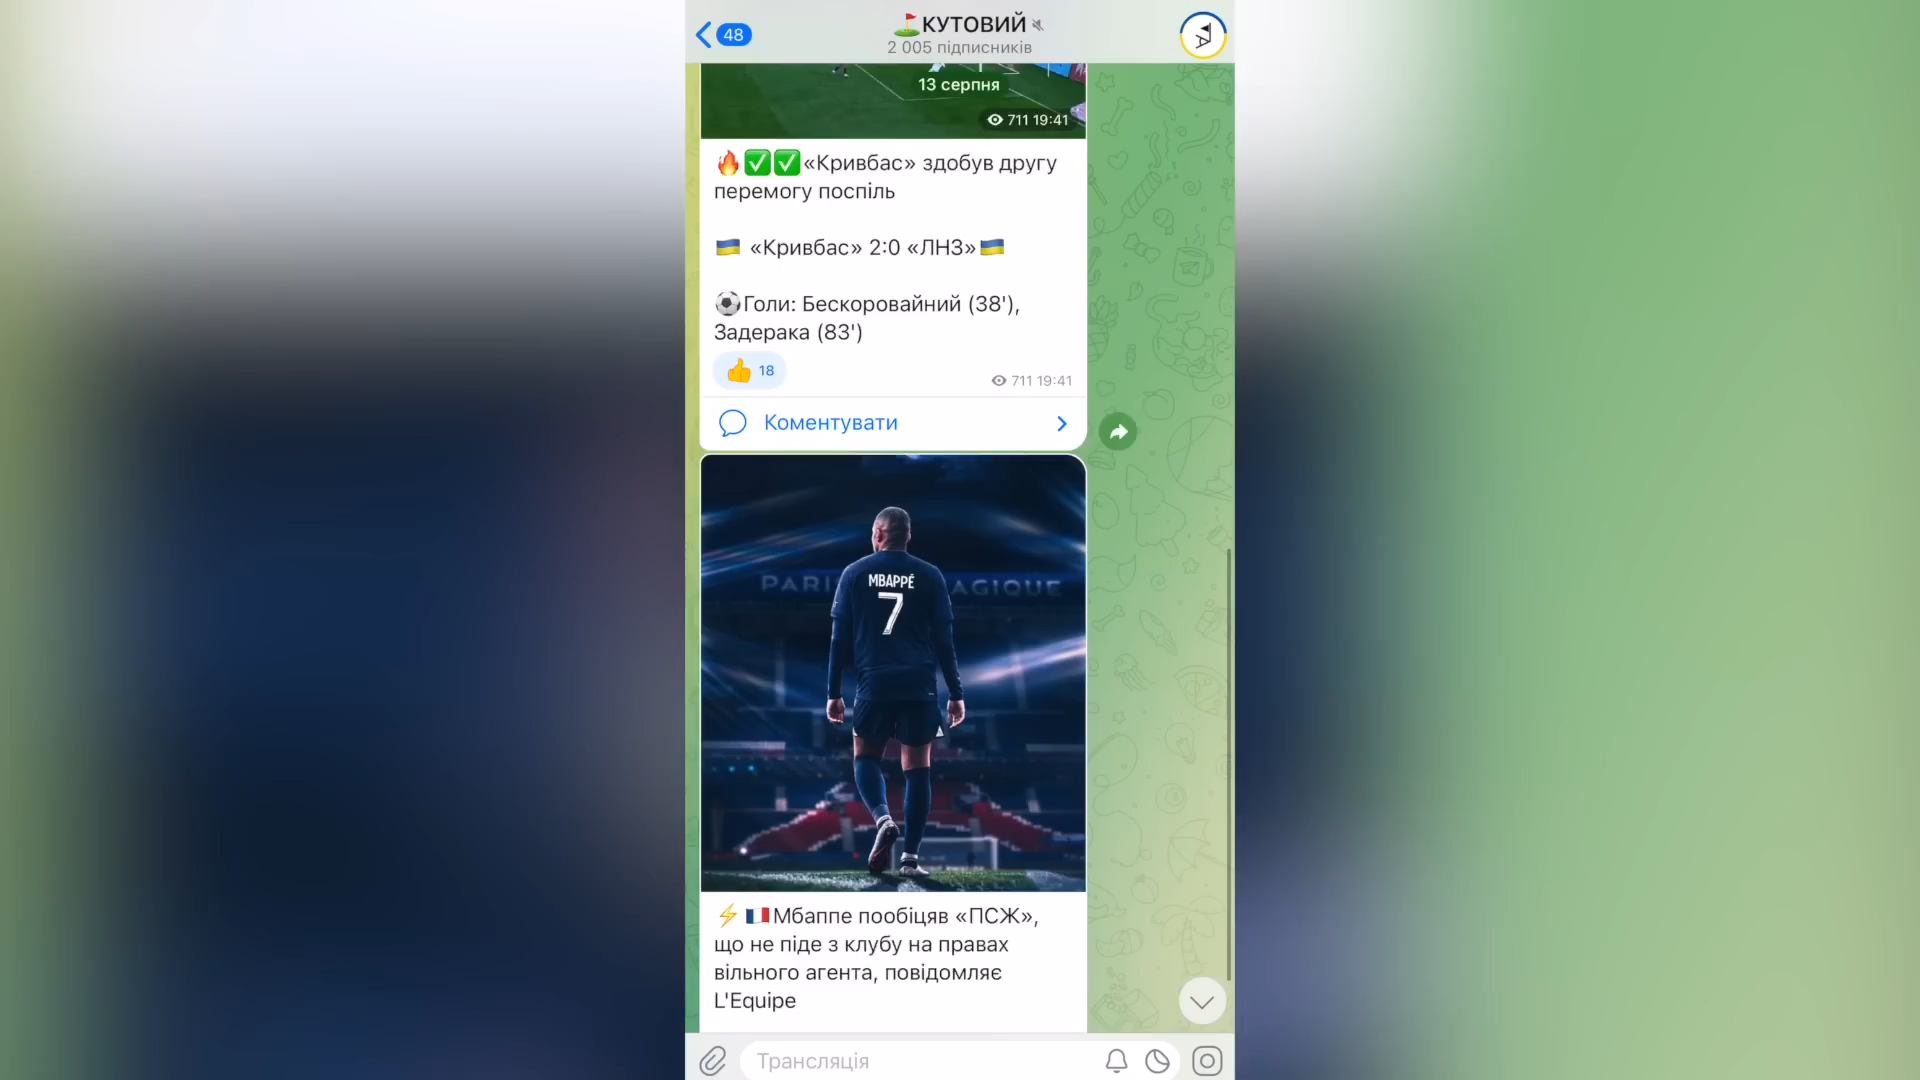 48
⛳КУТОВИЙ
2 005 підписників
13 серпня
711 19:41
🔥✅✅«Кривбас» здобув другу
перемогу поспіль
🇺🇦 «Кривбас» 2:0 «ЛНЗ»🇺🇦
⚽Голи: Бескоровайний (38'),
Задерака (83')
👍 18
711 19:41
Коментувати
MBAPPÉ
7
⚡🇫🇷Мбаппе пообіцяв «ПСЖ»,
що не піде з клубу на правах
вільного агента, повідомляє
L'Equipe
Трансляція